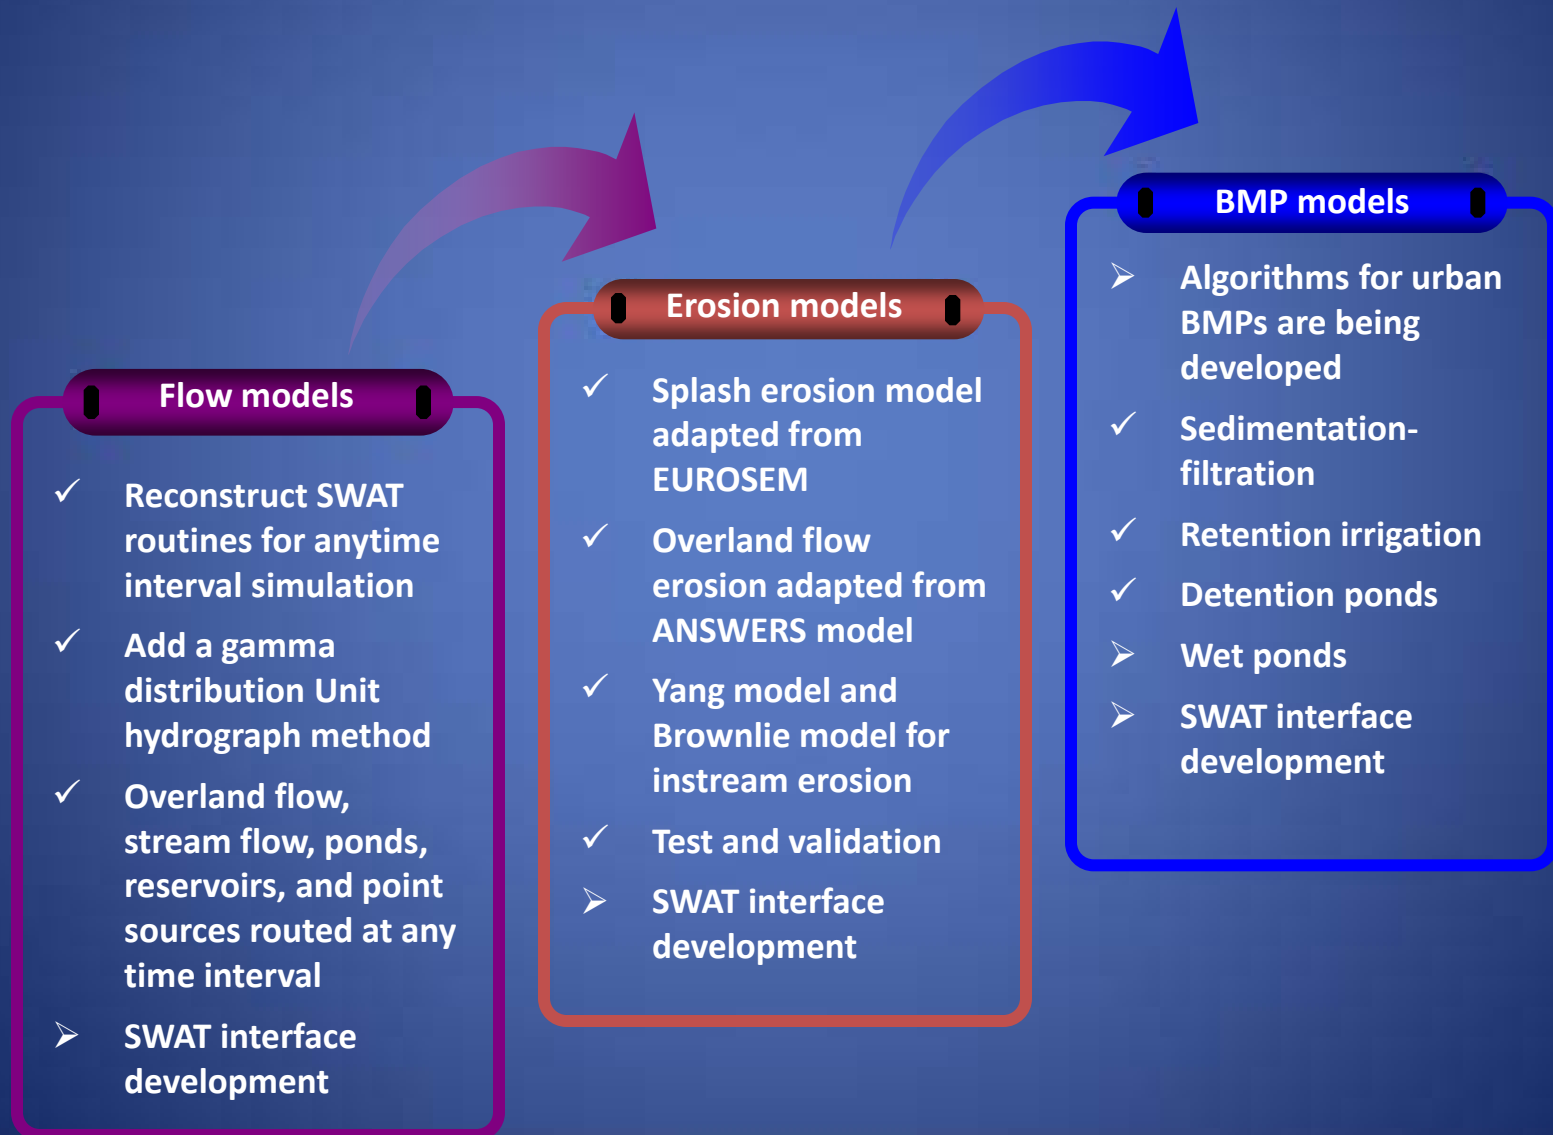 Flow models
✓ Reconstruct SWAT
routines for anytime
interval simulation
✓ Add a gamma
distribution Unit
hydrograph method
✓ Overland flow,
stream flow, ponds,
reservoirs, and point
sources routed at any
time interval
➢ SWAT interface
development
Erosion models
✓ Splash erosion model
adapted from
EUROSEM
✓ Overland flow
erosion adapted from
ANSWERS model
✓ Yang model and
Brownlie model for
instream erosion
✓ Test and validation
➢ SWAT interface
development
BMP models
➢ Algorithms for urban
BMPs are being
developed
✓ Sedimentation-
filtration
✓ Retention irrigation
✓ Detention ponds
➢ Wet ponds
➢ SWAT interface
development